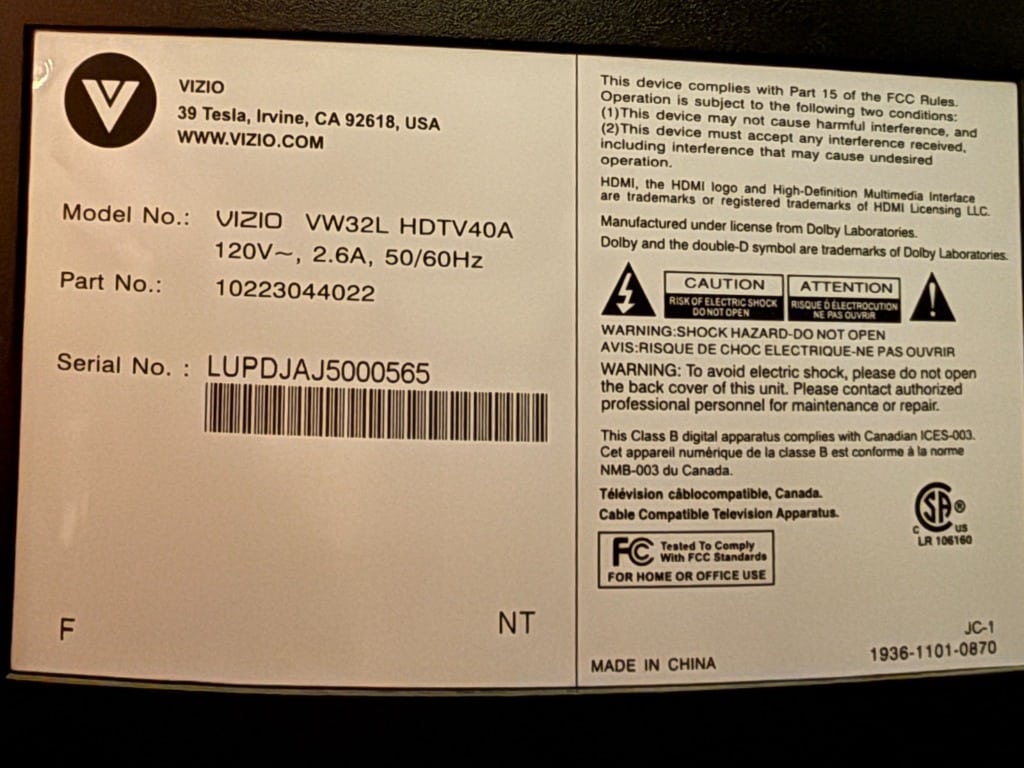 VIZIO
39 Tesla, Irvine, CA 92618, USA
WWW.VIZIO.COM
Model No.: VIZIO VW32L HDTV40A
120V~, 2.6A, 50/60Hz
Part No.: 10223044022
Serial No. : LUPDJAJ5000565
F
NT
This device complies with Part 15 of the FCC Rules.
Operation is subject to the following two conditions:
(1)This device may not cause harmful interference, and
(2)This device must accept any interference received,
including interference that may cause undesired
operation.
HDMI, the HDMI logo and High-Definition Multimedia Interface
are trademarks or registered trademarks of HDMI Licensing LLC.
Manufactured under license from Dolby Laboratories.
Dolby and the double-D symbol are trademarks of Dolby Laboratories.
CAUTION
RISK OF ELECTRIC SHOCK
DO NOT OPEN
ATTENTION
RISQUE D ÉLECTROCUTION
NE PAS OUVRIR
WARNING:SHOCK HAZARD-DO NOT OPEN
AVIS:RISQUE DE CHOC ELECTRIQUE-NE PAS OUVRIR
WARNING: To avoid electric shock, please do not open
the back cover of this unit. Please contact authorized
professional personnel for maintenance or repair.
This Class B digital apparatus complies with Canadian ICES-003.
Cet appareil numérique de la classe B est conforme à la norme
NMB-003 du Canada.
Télévision câblocompatible, Canada.
Cable Compatible Television Apparatus.
FC Tested To Comply
With FCC Standards
FOR HOME OR OFFICE USE
C SA ® US
LR 106160
MADE IN CHINA
JC-1
1936-1101-0870